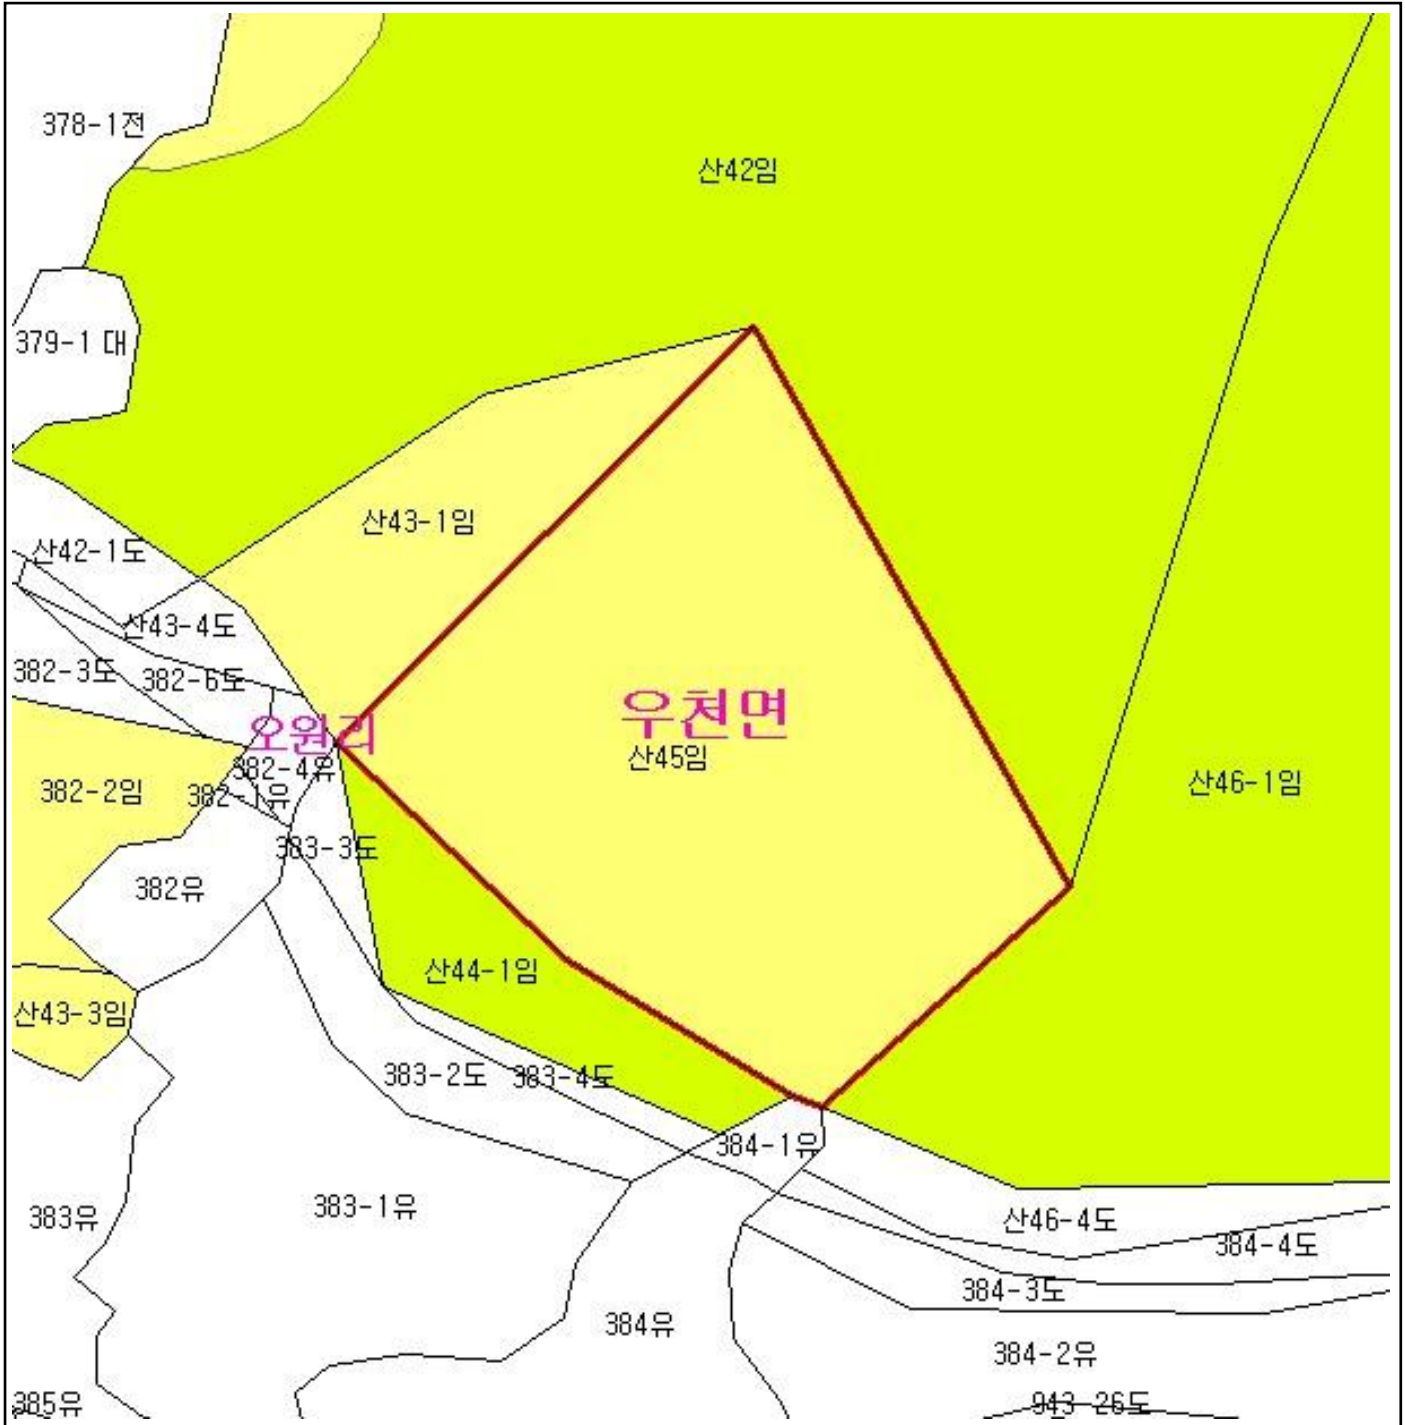 378-1전
산42임
379-1 대
산43-1임
산42-1도
산43-4도
382-3도
382-6도
우천면
오원리
산45임
382-4유
382-2임
382-1유
산46-1임
383-3도
382유
산44-1임
산43-3임
383-2도
383-4도
384-1유
383-1유
383유
산46-4도
384-4도
384-3도
384유
384-2유
385유
943-26도